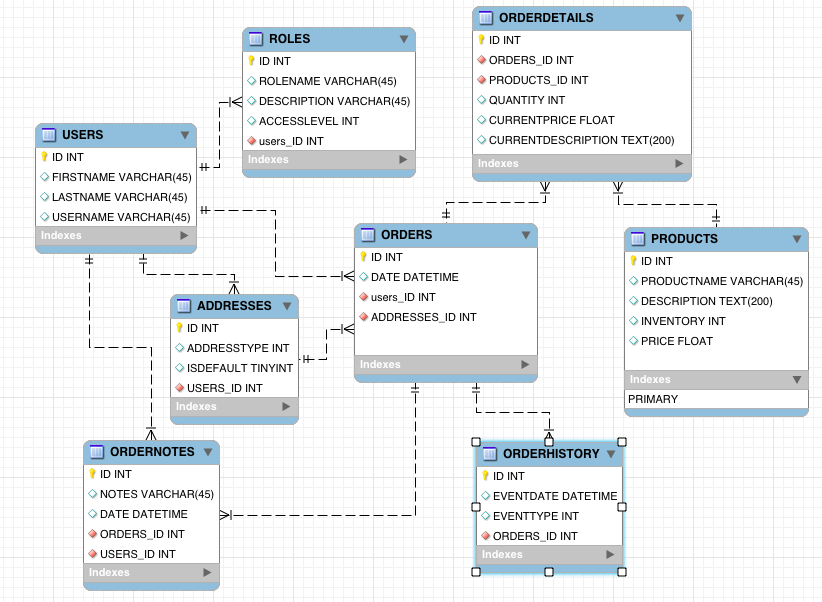 ROLES
ID INT
ROLENAME VARCHAR(45)
DESCRIPTION VARCHAR(45)
ACCESSLEVEL INT
users_ID INT
Indexes
ORDERDETAILS
ID INT
ORDERS_ID INT
PRODUCTS_ID INT
QUANTITY INT
CURRENTPRICE FLOAT
CURRENTDESCRIPTION TEXT(200)
Indexes
USERS
ID INT
FIRSTNAME VARCHAR(45)
LASTNAME VARCHAR(45)
USERNAME VARCHAR(45)
Indexes
ORDERS
ID INT
DATE DATETIME
users_ID INT
ADDRESSES_ID INT
Indexes
PRODUCTS
ID INT
PRODUCTNAME VARCHAR(45)
DESCRIPTION TEXT(200)
INVENTORY INT
PRICE FLOAT
Indexes
PRIMARY
ADDRESSES
ID INT
ADDRESSTYPE INT
ISDEFAULT TINYINT
USERS_ID INT
Indexes
ORDERNOTES
ID INT
NOTES VARCHAR(45)
DATE DATETIME
ORDERS_ID INT
USERS_ID INT
Indexes
ORDERHISTORY
ID INT
EVENTDATE DATETIME
EVENTTYPE INT
ORDERS_ID INT
Indexes